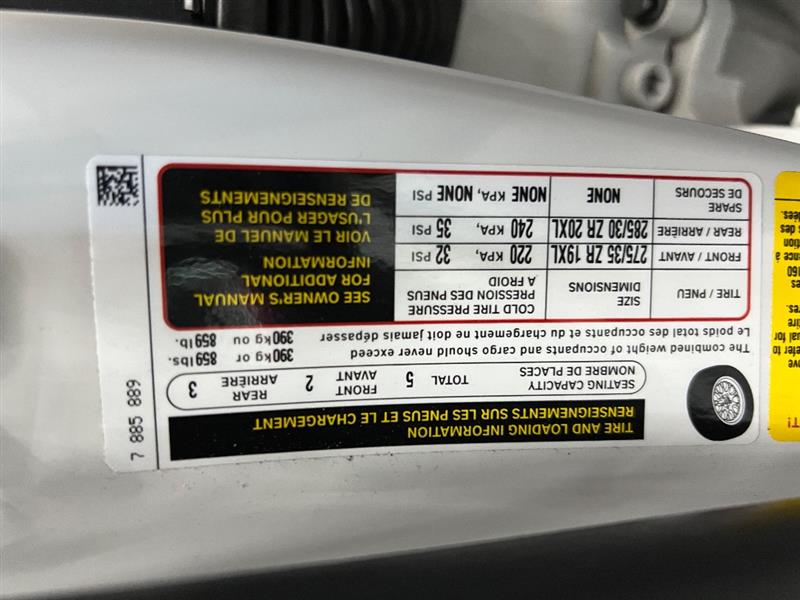 TIRE AND LOADING INFORMATION
RENSEIGNEMENTS SUR LES PNEUS ET LE CHARGEMENT
SEATING CAPACITY
NOMBRE DE PLACES
TOTAL 5
FRONT
AVANT 2
REAR
ARRIÈRE 3
The combined weight of occupants and cargo should never exceed 390 kg or 859 lbs.
Le poids total des occupants et du chargement ne doit jamais dépasser 390 kg ou 859 lb.
TIRE / PNEU
SIZE
DIMENSIONS
COLD TIRE PRESSURE
PRESSION DES PNEUS
A FROID
FRONT / AVANT 275/35 ZR 19XL 220 KPA, 32 PSI
REAR / ARRIÈRE 285/30 ZR 20XL 240 KPA, 35 PSI
SPARE
DE SECOURS NONE NONE KPA, NONE PSI
SEE OWNER'S MANUAL
FOR ADDITIONAL
INFORMATION
VOIR LE MANUEL DE
L'USAGER POUR PLUS
DE RENSEIGNEMENTS
7 885 889